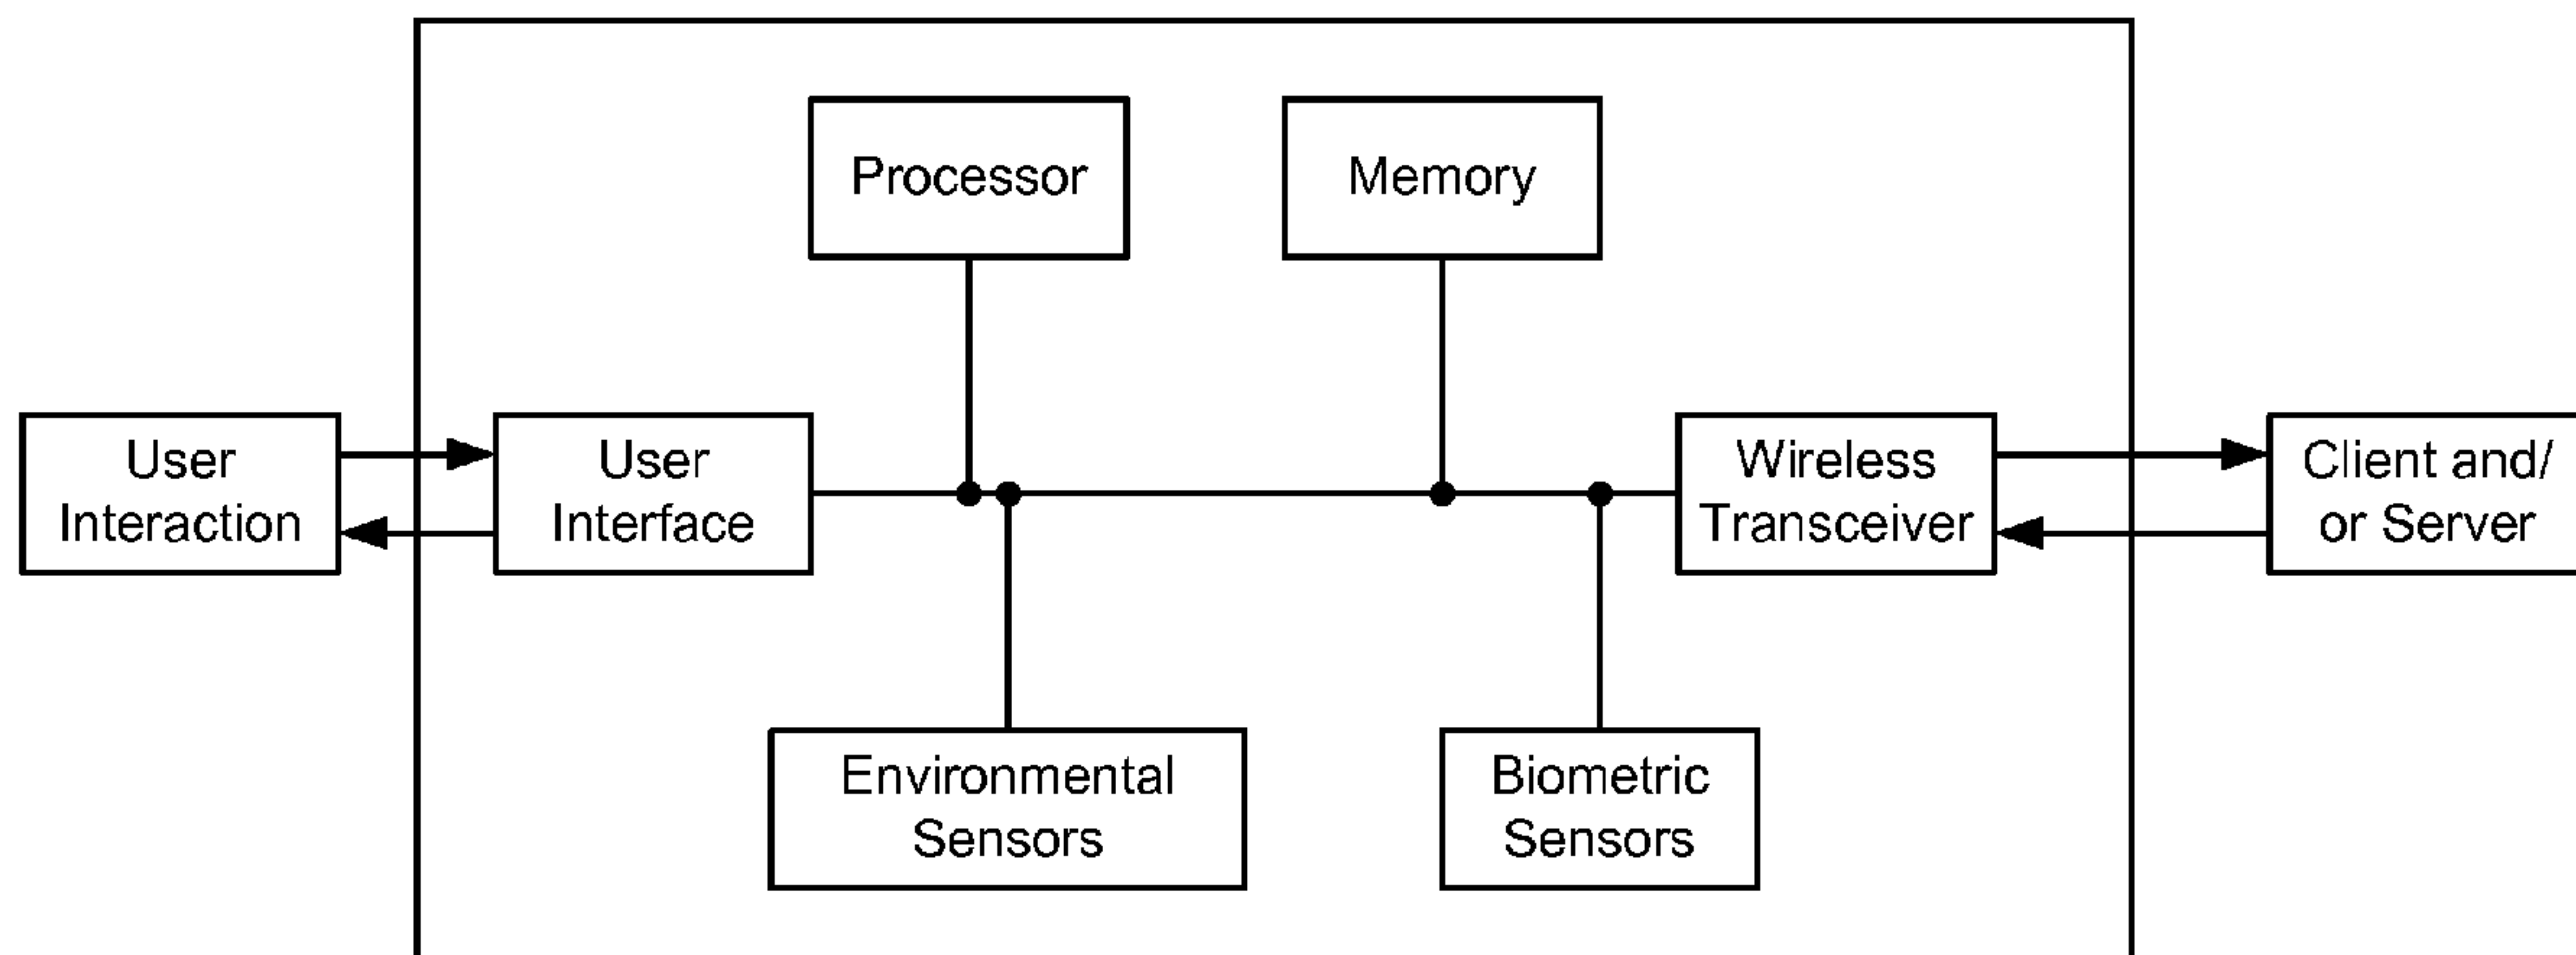 Processor
Memory
User
Interaction
User
Interface
Wireless
Transceiver
Client and/
or Server
Environmental
Sensors
Biometric
Sensors